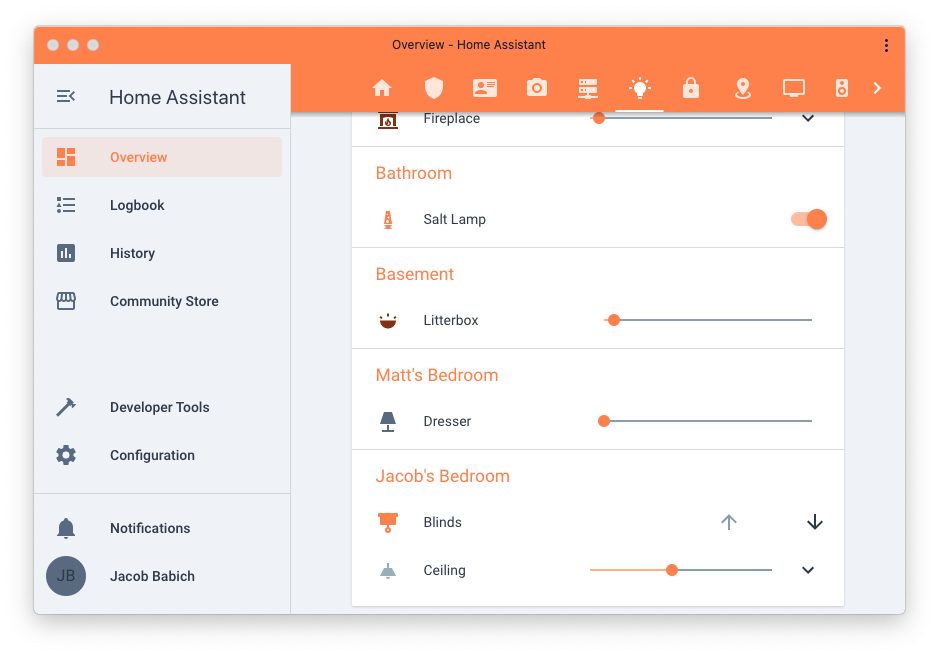 Overview - Home Assistant
Home Assistant
Overview
Logbook
History
Community Store
Developer Tools
Configuration
Notifications
JB
Jacob Babich
Fireplace
Bathroom
Salt Lamp
Basement
Litterbox
Matt's Bedroom
Dresser
Jacob's Bedroom
Blinds
Ceiling